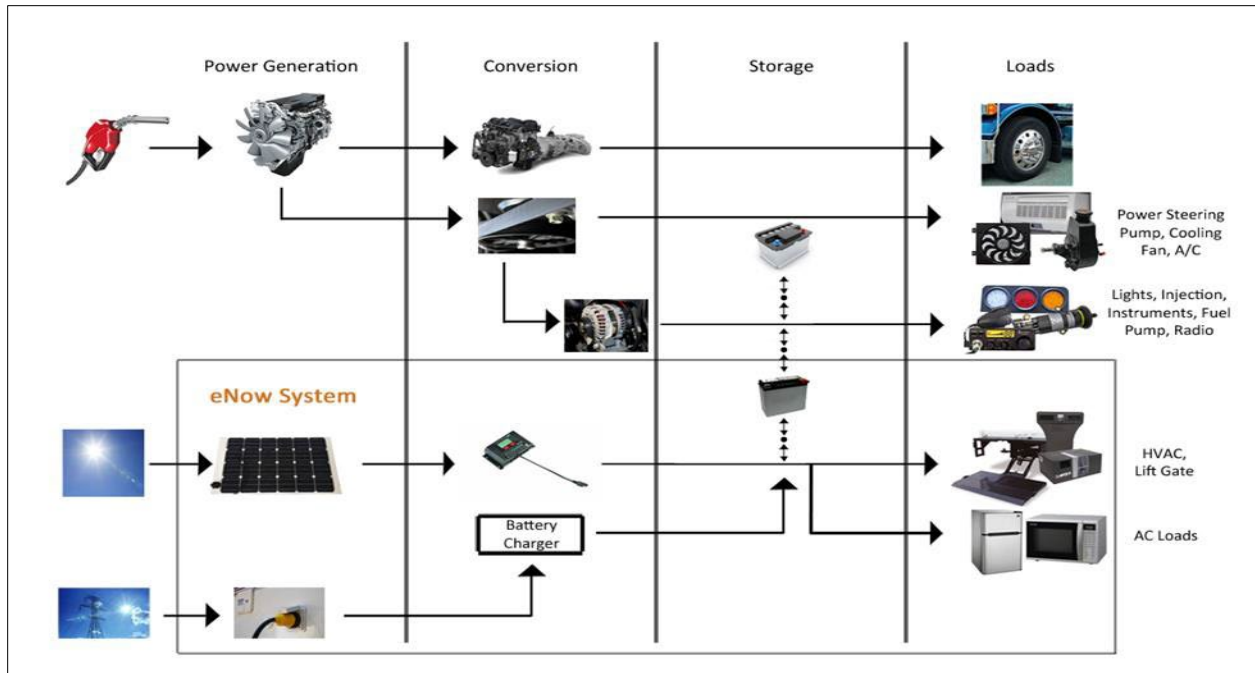 Power Generation
Conversion
Storage
Loads
Power Steering
Pump, Cooling
Fan, A/C
Lights, Injection,
Instruments, Fuel
Pump, Radio
eNow System
HVAC,
Lift Gate
Battery
Charger
AC Loads